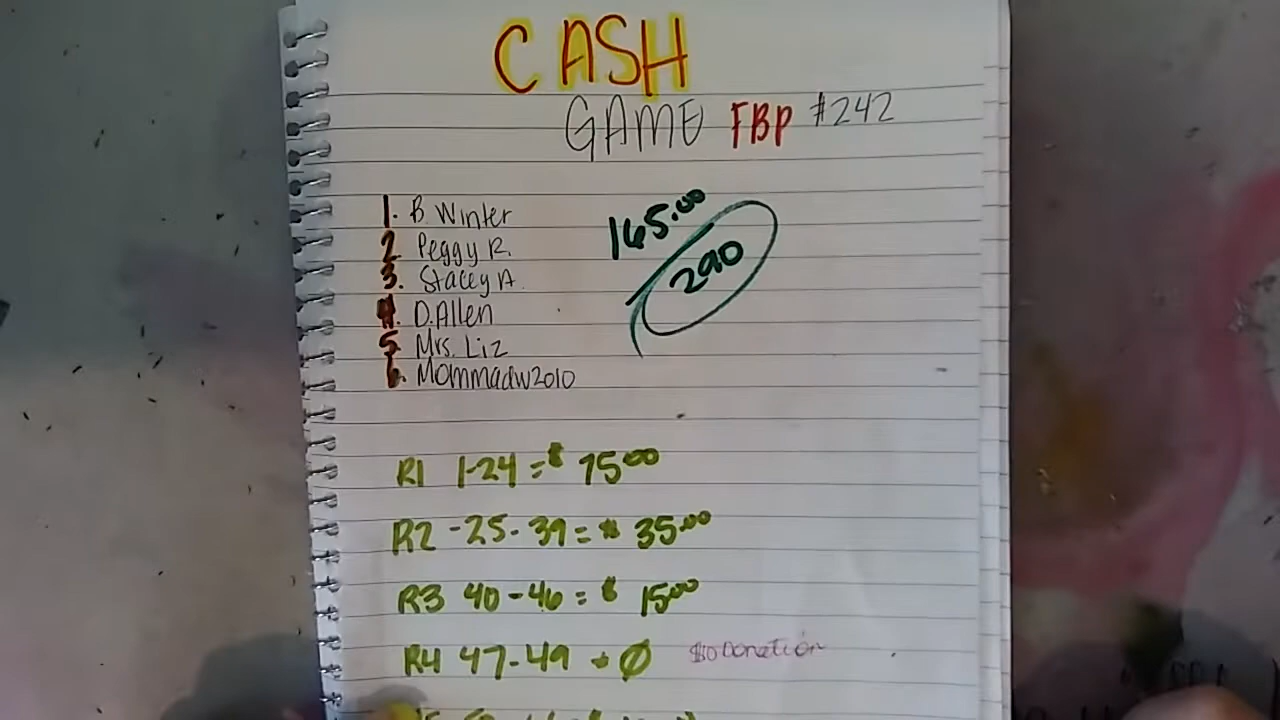 CASH
GAME FBP #242
1. B Winter
2 Peggy R.
3. Stacey A.
4. D.Allen
5. Mrs. Liz
6. Mommadw2010
165.00
290
R1 1-24 = $ 75.00
R2 - 25 - 39 = $ 35.00
R3 40 - 46 = $ 15.00
R4 47-49 → Ø $10 Donation